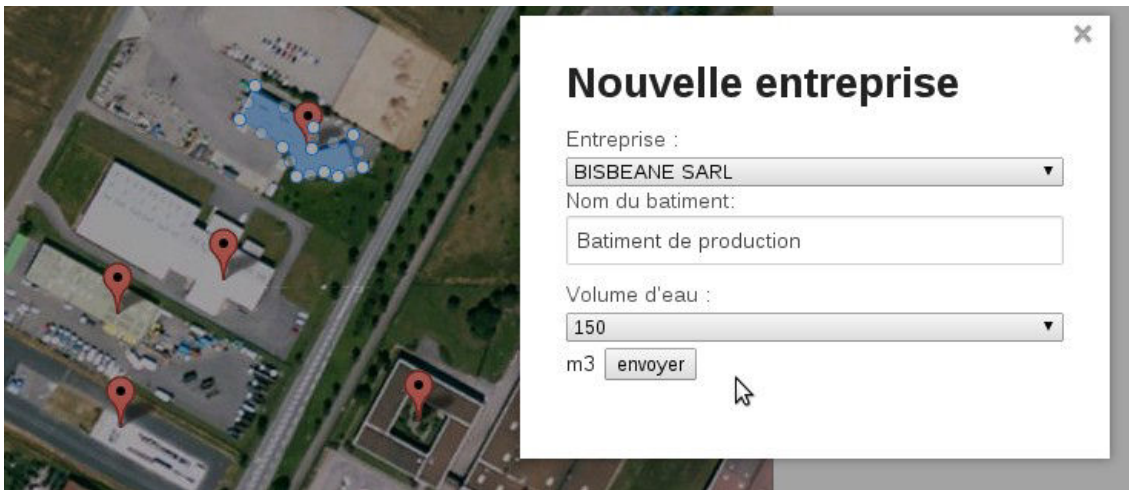 Nouvelle entreprise
Entreprise :
BISBEANE SARL
Nom du batiment:
Batiment de production
Volume d'eau :
150
m3 envoyer